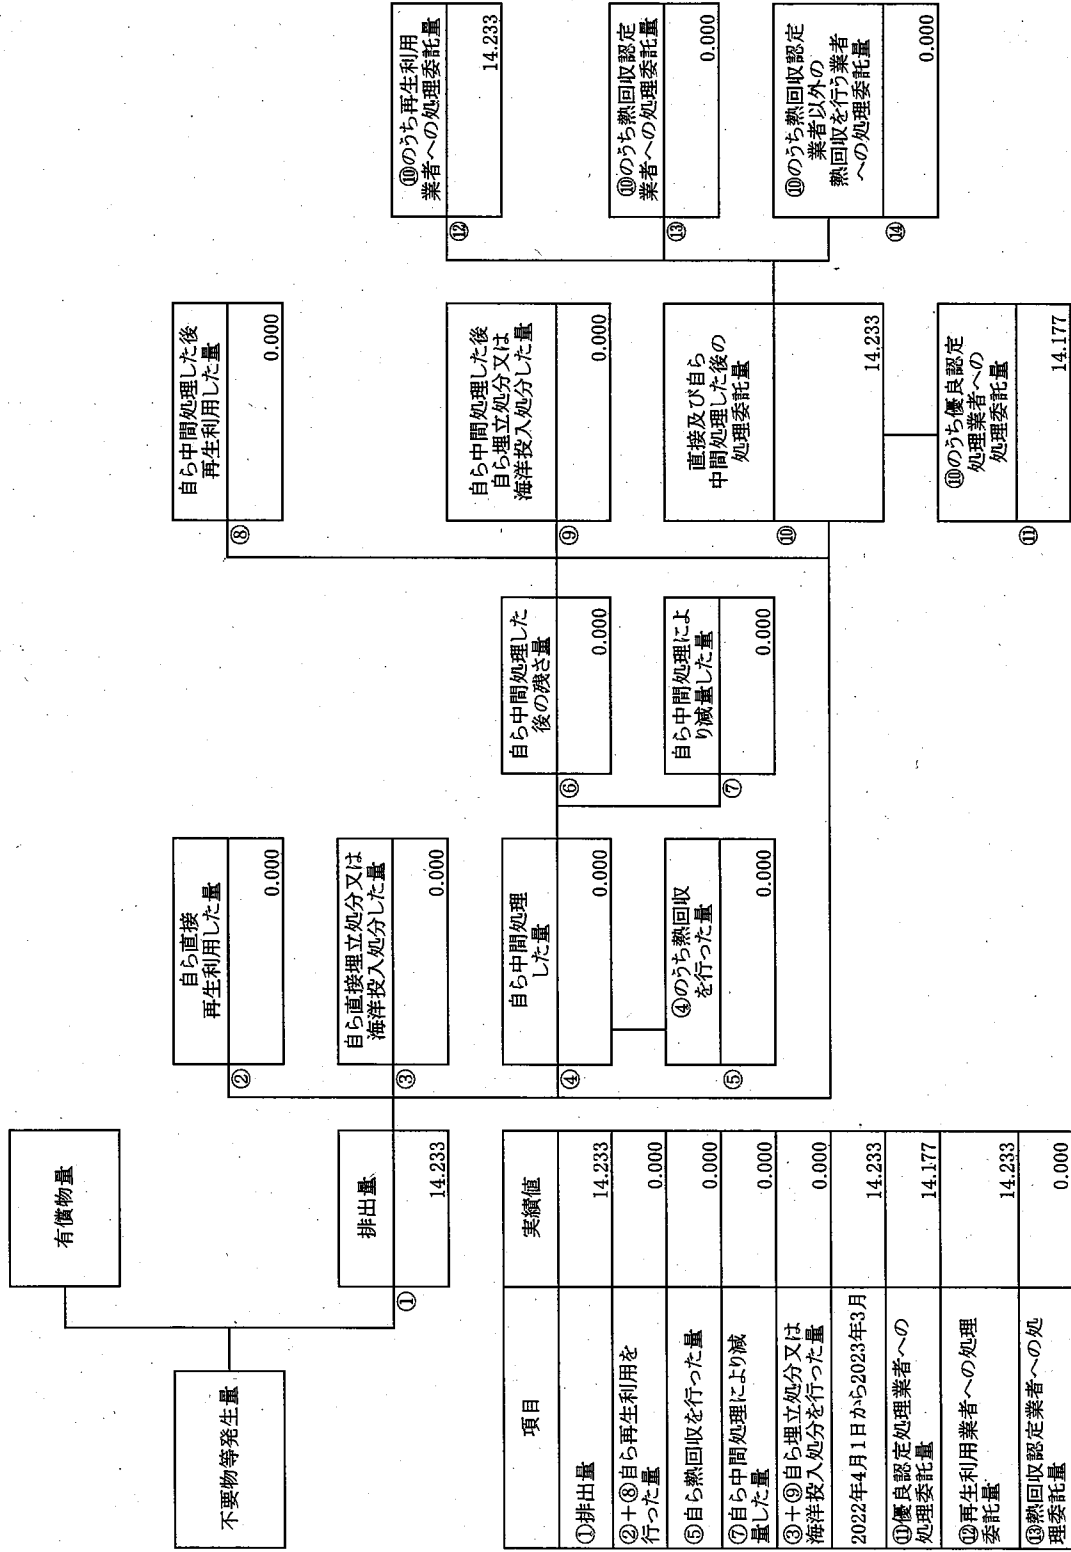 不要物等発生量
有償物量
排出量
①
14.233
自ら直接
再生利用した量
②
0.000
自ら直接埋立処分又は
海洋投入処分した量
③
0.000
自ら中間処理
した量
④
0.000
④のうち熱回収
を行った量
⑤
0.000
自ら中間処理した
後の残さ量
⑥
0.000
自ら中間処理によ
り減量した量
⑦
0.000
自ら中間処理した後
再生利用した量
⑧
0.000
自ら中間処理した後
自ら埋立処分又は
海洋投入処分した量
⑨
0.000
直接及び自ら
中間処理した後の
処理委託量
⑩
14.233
⑩のうち優良認定
処理業者への
処理委託量
⑪
14.177
⑩のうち再生利用
業者への処理委託量
⑫
14.233
⑩のうち熱回収認定
業者への処理委託量
⑬
0.000
⑩のうち熱回収認定
業者以外の
熱回収を行う業者
への処理委託量
⑭
0.000
項目
実績値
①排出量
14.233
②+⑧自ら再生利用を
行った量
0.000
⑤自ら熱回収を行った量
0.000
⑦自ら中間処理により減
量した量
0.000
③+⑨自ら埋立処分又は
海洋投入処分を行った量
0.000
2022年4月1日から2023年3月
14.233
⑪優良認定処理業者への
処理委託量
14.177
⑫再生利用業者への処理
委託量
14.233
⑬熱回収認定業者への処
理委託量
0.000